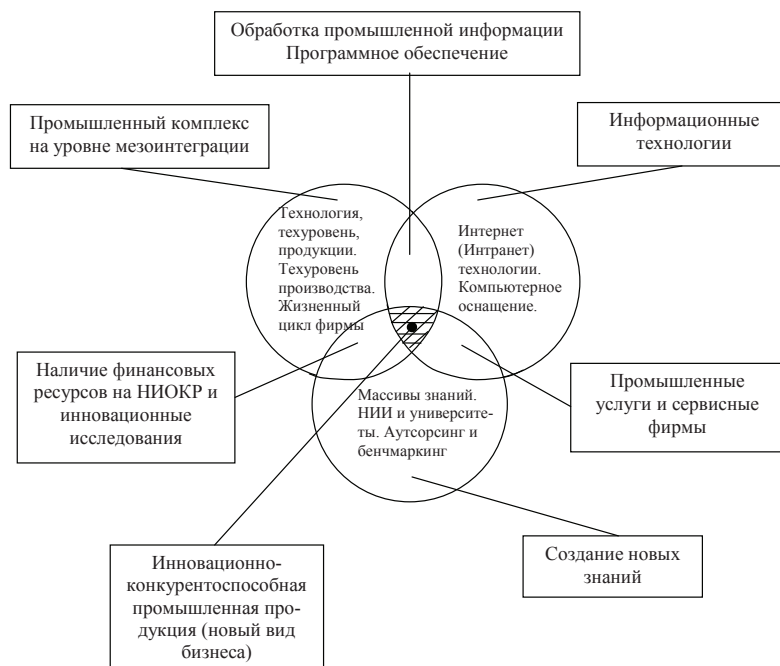 Обработка промышленной информации
Программное обеспечение
Промышленный комплекс
на уровне мезоинтеграции
Информационные
технологии
Технология,
техуровень,
продукции.
Техуровень
производства.
Жизненный
цикл фирмы
Интернет
(Интранет)
технологии.
Компьютерное
оснащение.
Наличие финансовых
ресурсов на НИОКР и
инновационные
исследования
Массивы знаний.
НИИ и университе-
ты. Аутсорсинг и
бенчмаркинг
Промышленные
услуги и сервисные
фирмы
Инновационно-
конкурентоспособная
промышленная про-
дукция (новый вид
бизнеса)
Создание новых
знаний